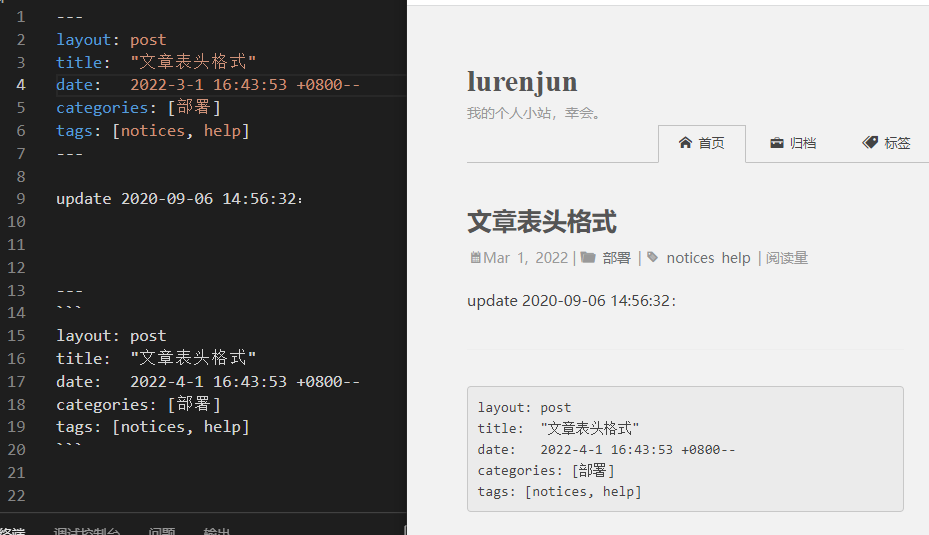 1 ---
2 layout: post
3 title:  "文章表头格式"
4 date:   2022-3-1 16:43:53 +0800--
5 categories: [部署]
6 tags: [notices, help]
7 ---
8
9 update 2020-09-06 14:56:32：
10
11
12
13 ---
14 ```
15 layout: post
16 title:  "文章表头格式"
17 date:   2022-4-1 16:43:53 +0800--
18 categories: [部署]
19 tags: [notices, help]
20 ```
21
22
终端 调试控制台 问题 输出
lurenjun
我的个人小站，幸会。
首页 归档 标签
文章表头格式
Mar 1, 2022 | 部署 | notices help | 阅读量
update 2020-09-06 14:56:32：
layout: post
title:  "文章表头格式"
date:   2022-4-1 16:43:53 +0800--
categories: [部署]
tags: [notices, help]